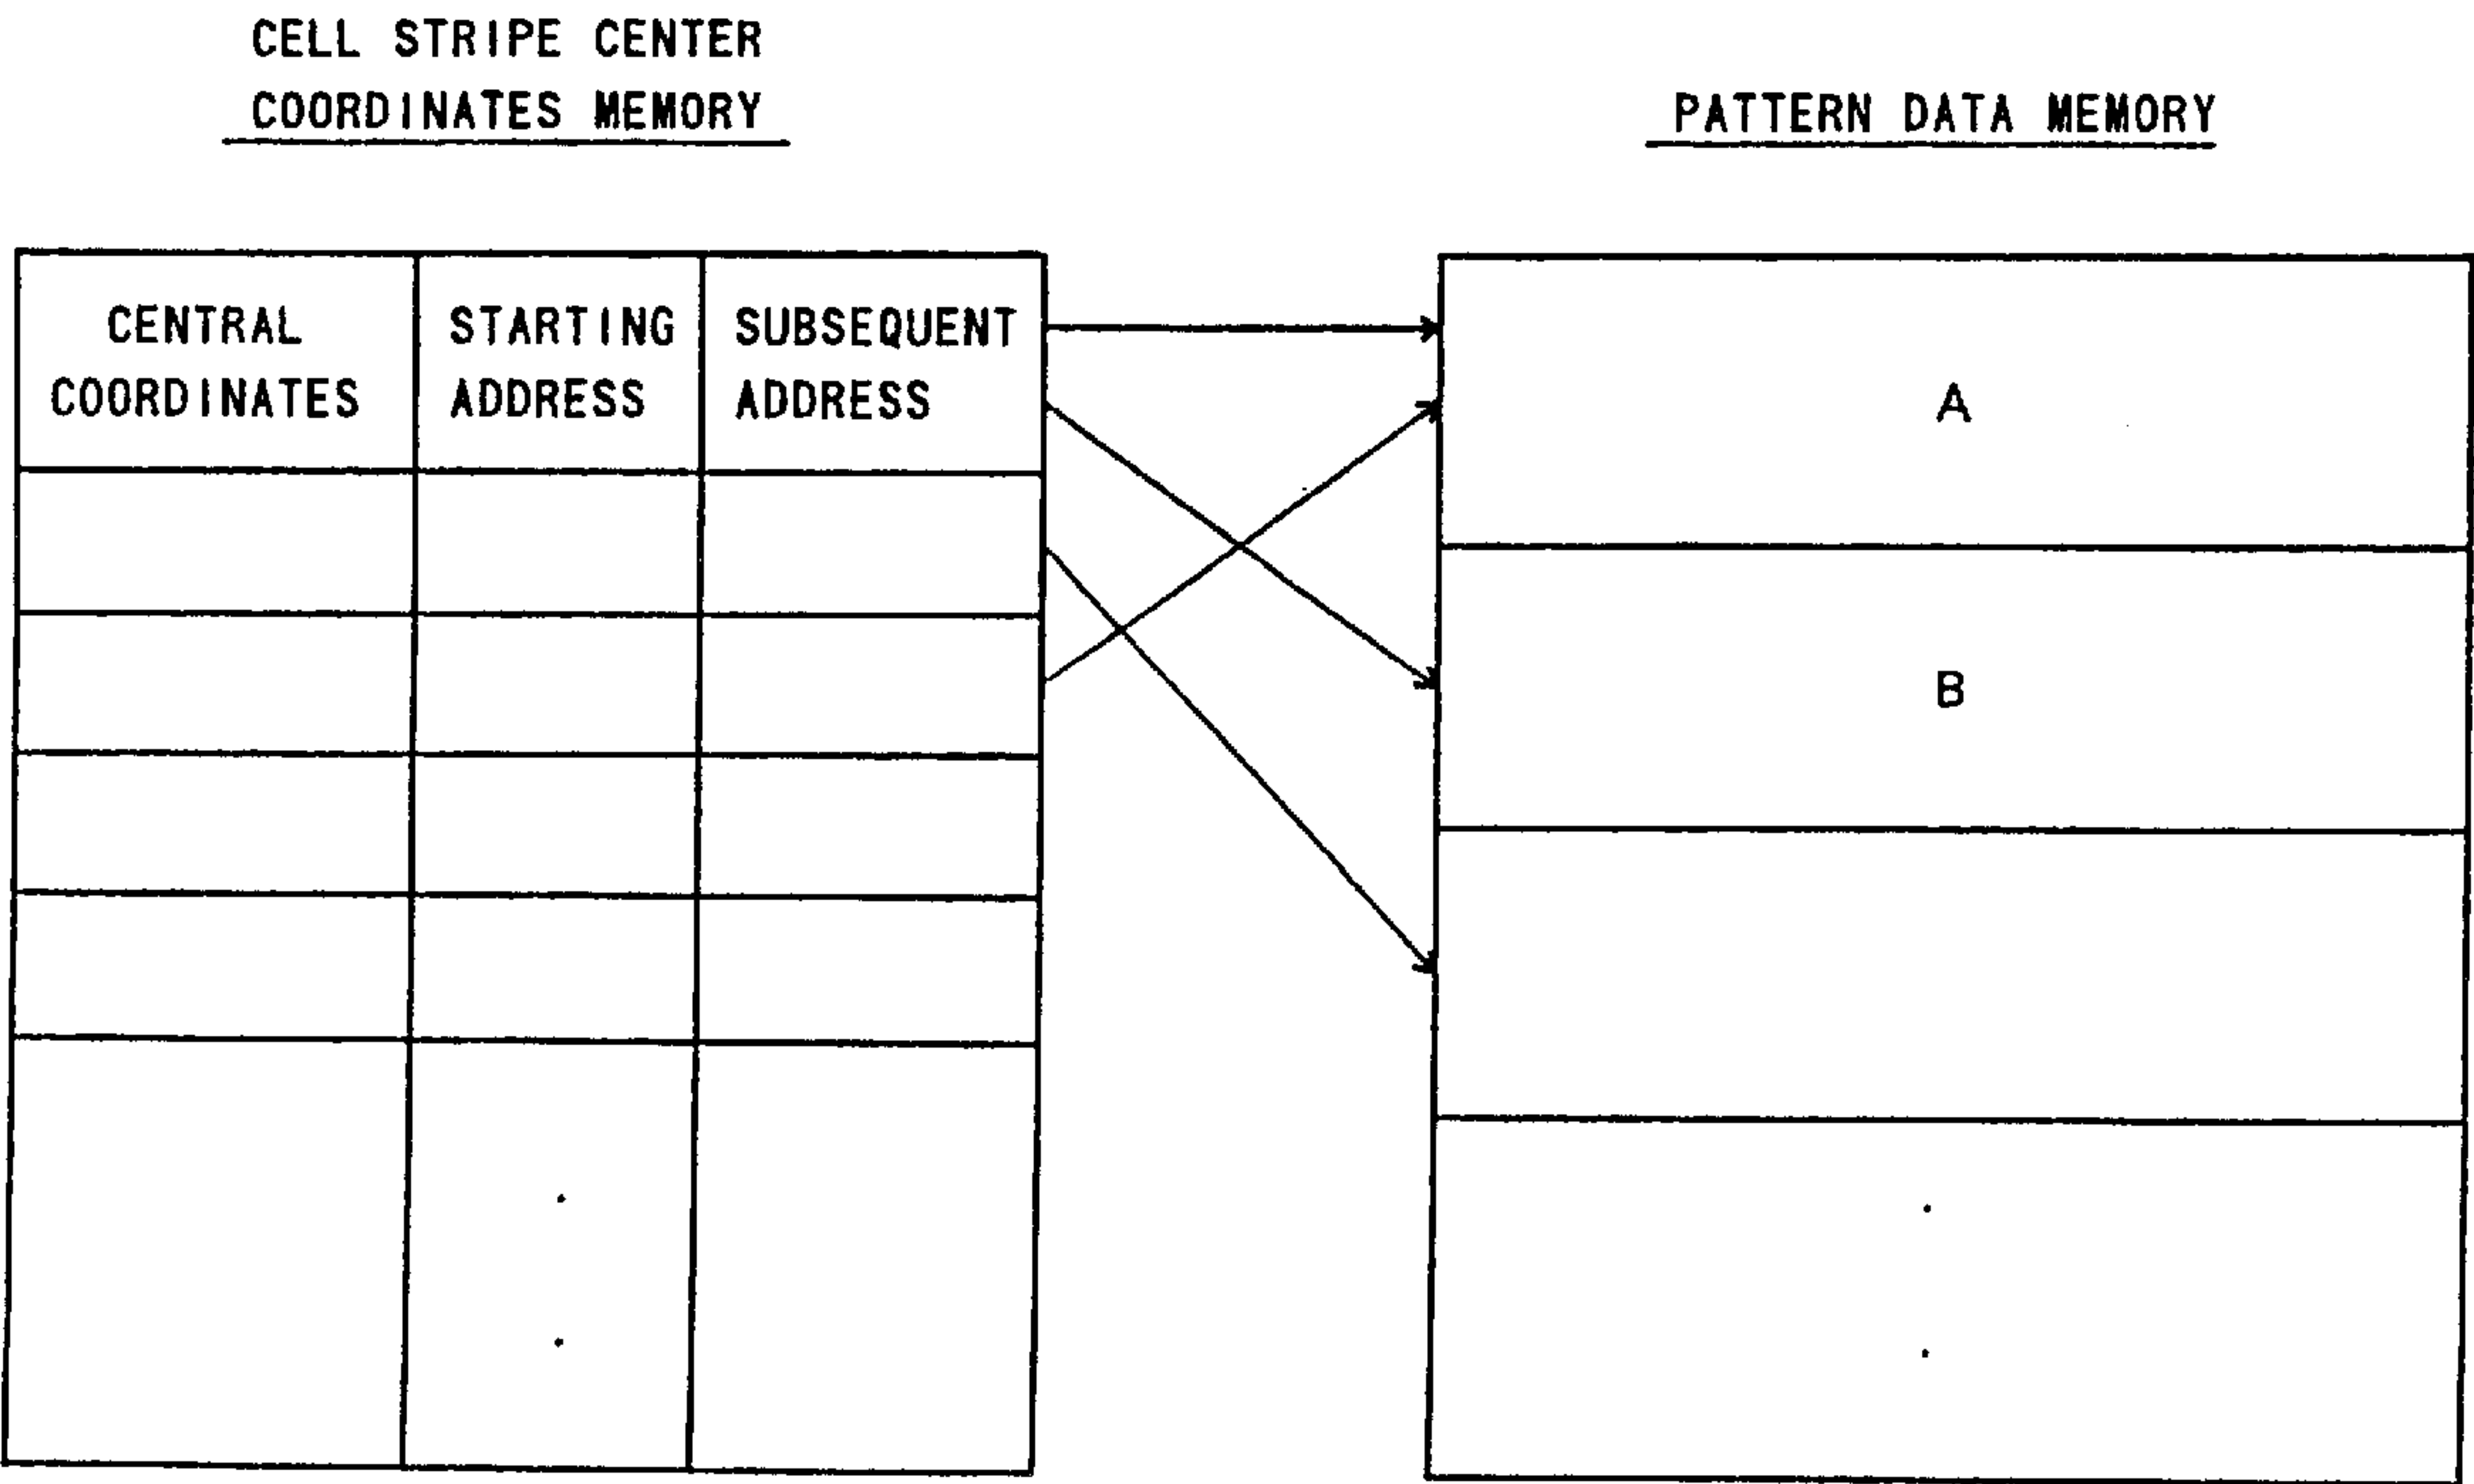 CELL STRIPE CENTER
COORDINATES MEMORY
PATTERN DATA MEMORY
CENTRAL
COORDINATES
STARTING
ADDRESS
SUBSEQUENT
ADDRESS
A
B